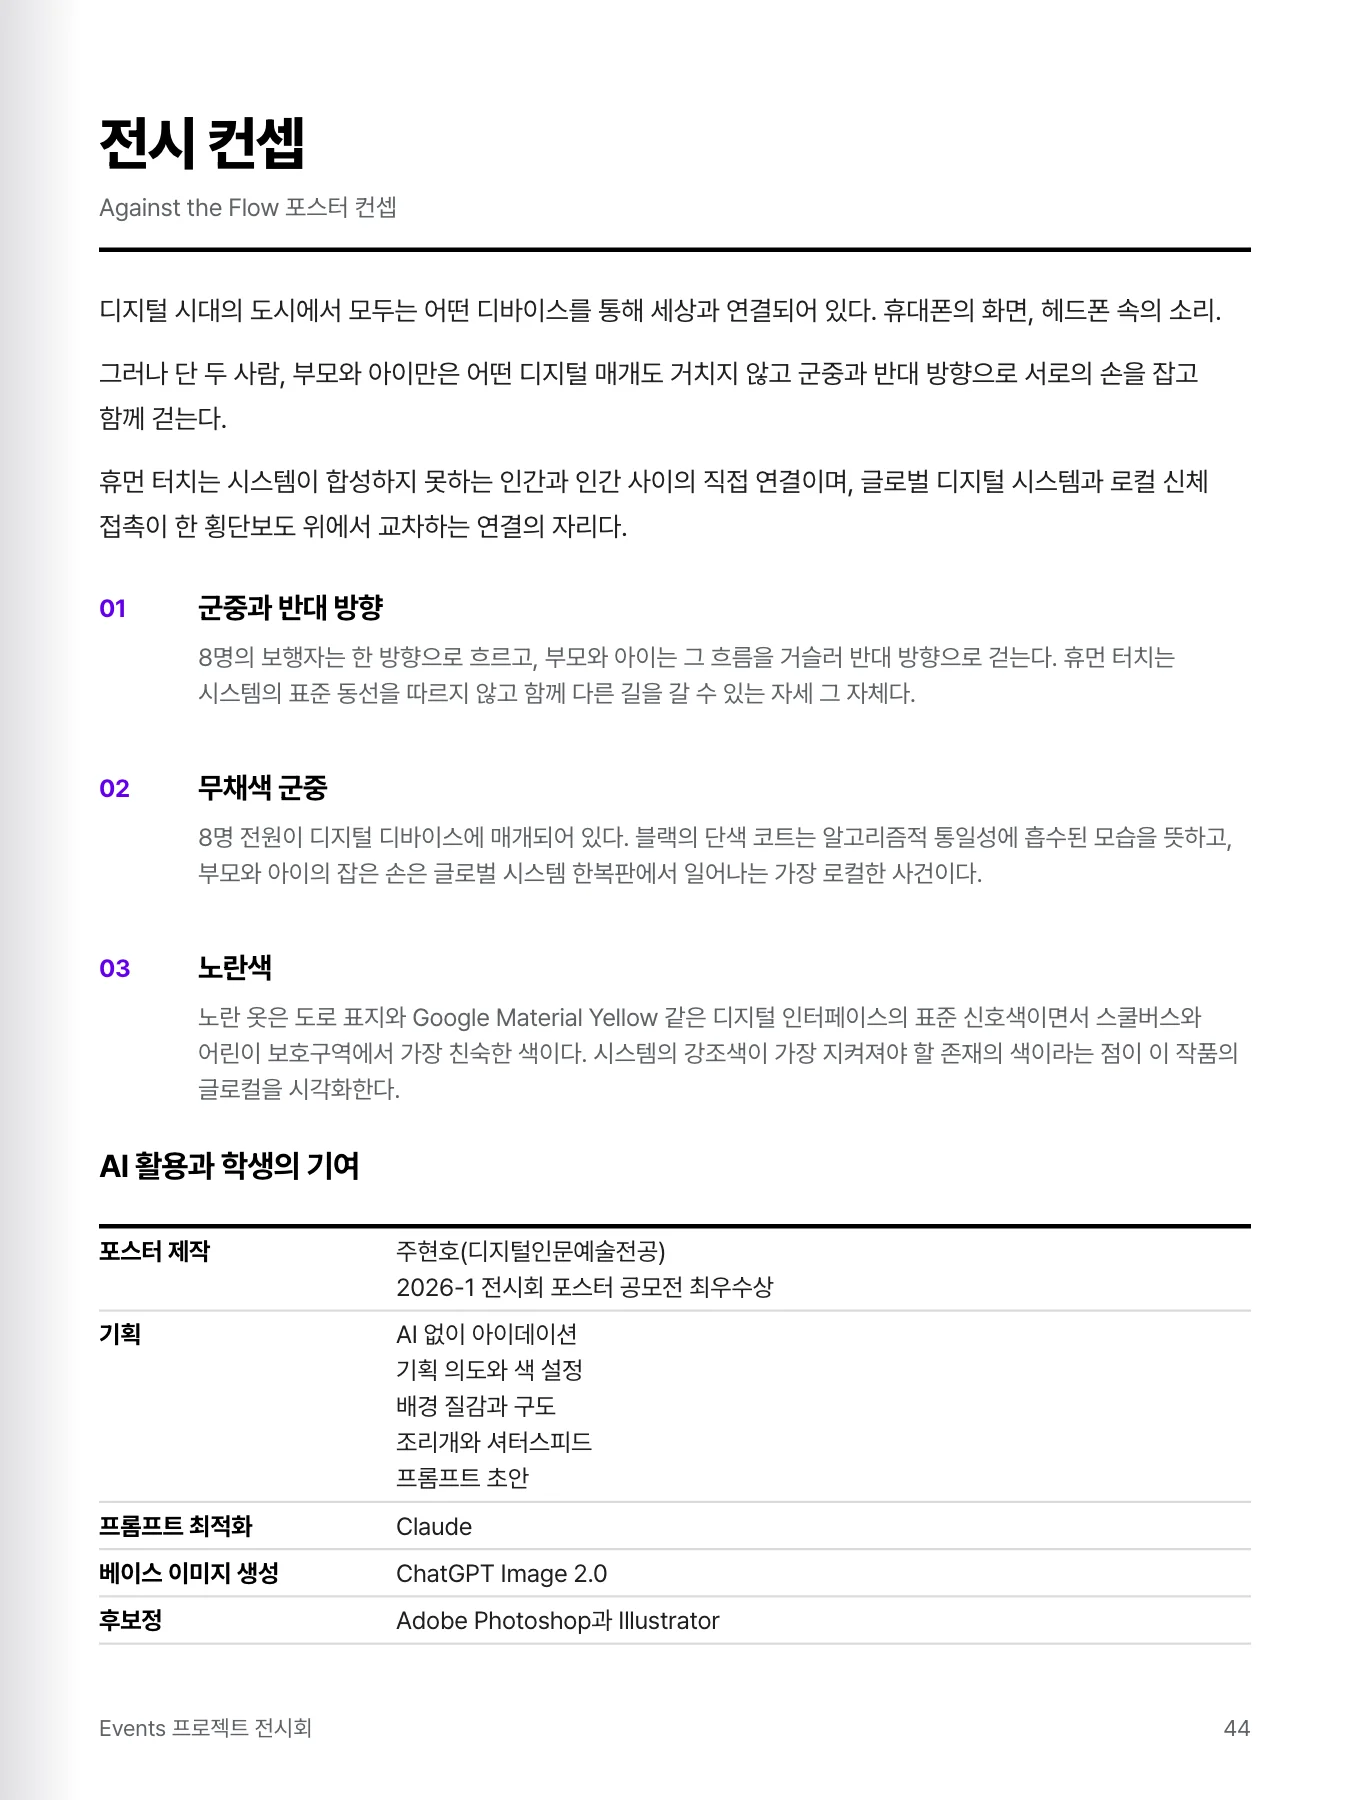 전시 컨셉
Against the Flow 포스터 컨셉
디지털 시대의 도시에서 모두는 어떤 디바이스를 통해 세상과 연결되어 있다. 휴대폰의 화면, 헤드폰 속의 소리.
그러나 단 두 사람, 부모와 아이만은 어떤 디지털 매개도 거치지 않고 군중과 반대 방향으로 서로의 손을 잡고
함께 걷는다.
휴먼 터치는 시스템이 합성하지 못하는 인간과 인간 사이의 직접 연결이며, 글로벌 디지털 시스템과 로컬 신체
접촉이 한 횡단보도 위에서 교차하는 연결의 자리다.
01 군중과 반대 방향
8명의 보행자는 한 방향으로 흐르고, 부모와 아이는 그 흐름을 거슬러 반대 방향으로 걷는다. 휴먼 터치는
시스템의 표준 동선을 따르지 않고 함께 다른 길을 갈 수 있는 자세 그 자체다.
02 무채색 군중
8명 전원이 디지털 디바이스에 매개되어 있다. 블랙의 단색 코트는 알고리즘적 통일성에 흡수된 모습을 뜻하고,
부모와 아이의 잡은 손은 글로벌 시스템 한복판에서 일어나는 가장 로컬한 사건이다.
03 노란색
노란 옷은 도로 표지와 Google Material Yellow 같은 디지털 인터페이스의 표준 신호색이면서 스쿨버스와
어린이 보호구역에서 가장 친숙한 색이다. 시스템의 강조색이 가장 지켜져야 할 존재의 색이라는 점이 이 작품의
글로컬을 시각화한다.
AI 활용과 학생의 기여
포스터 제작 주현호(디지털인문예술전공)
2026-1 전시회 포스터 공모전 최우수상
기획 AI 없이 아이데이션
기획 의도와 색 설정
배경 질감과 구도
조리개와 셔터스피드
프롬프트 초안
프롬프트 최적화 Claude
베이스 이미지 생성 ChatGPT Image 2.0
후보정 Adobe Photoshop과 Illustrator
Events 프로젝트 전시회 44